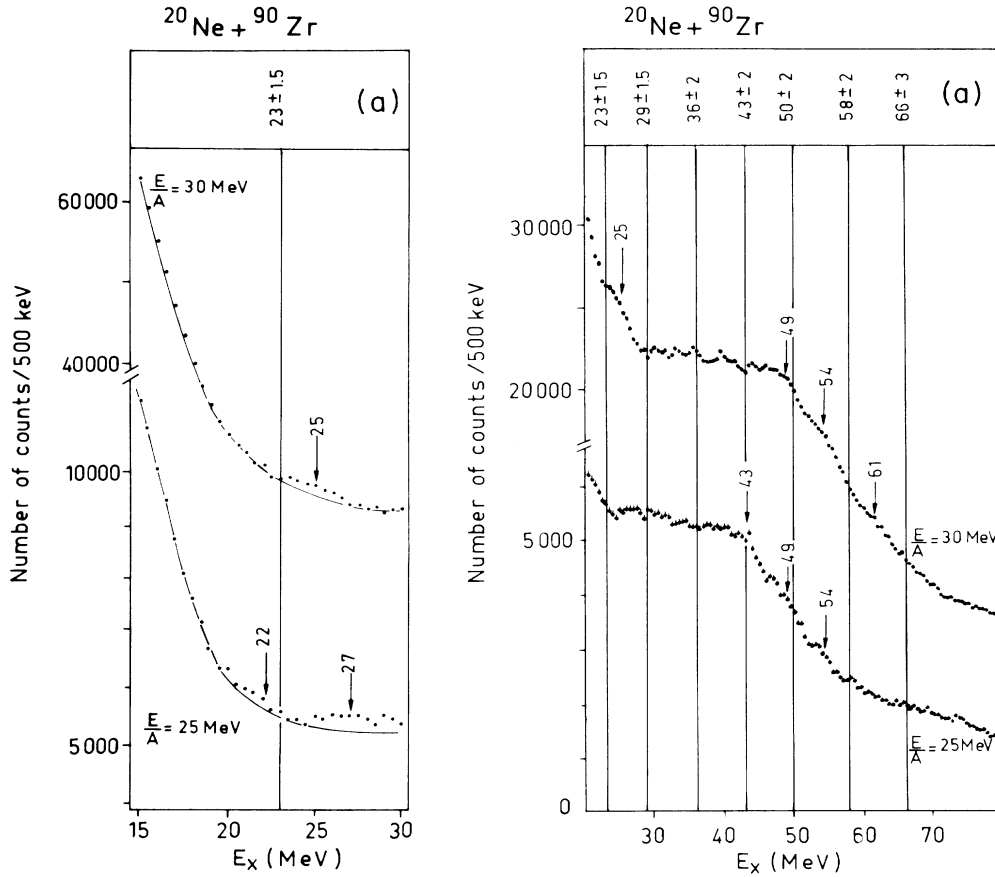 ²⁰Ne + ⁹⁰Zr
23 ± 1.5
(a)
E/A = 30 MeV
60000
40000
10000
5000
25
22
27
E/A = 25 MeV
Number of counts/500 keV
15 20 25 30
Eₓ (MeV)
²⁰Ne + ⁹⁰Zr
23 ± 1.5
29 ± 1.5
36 ± 2
43 ± 2
50 ± 2
58 ± 2
66 ± 3
(a)
30000
20000
5000
0
25
49
54
61
E/A = 30 MeV
43
49
54
E/A = 25 MeV
Number of counts/500 keV
30 40 50 60 70
Eₓ (MeV)